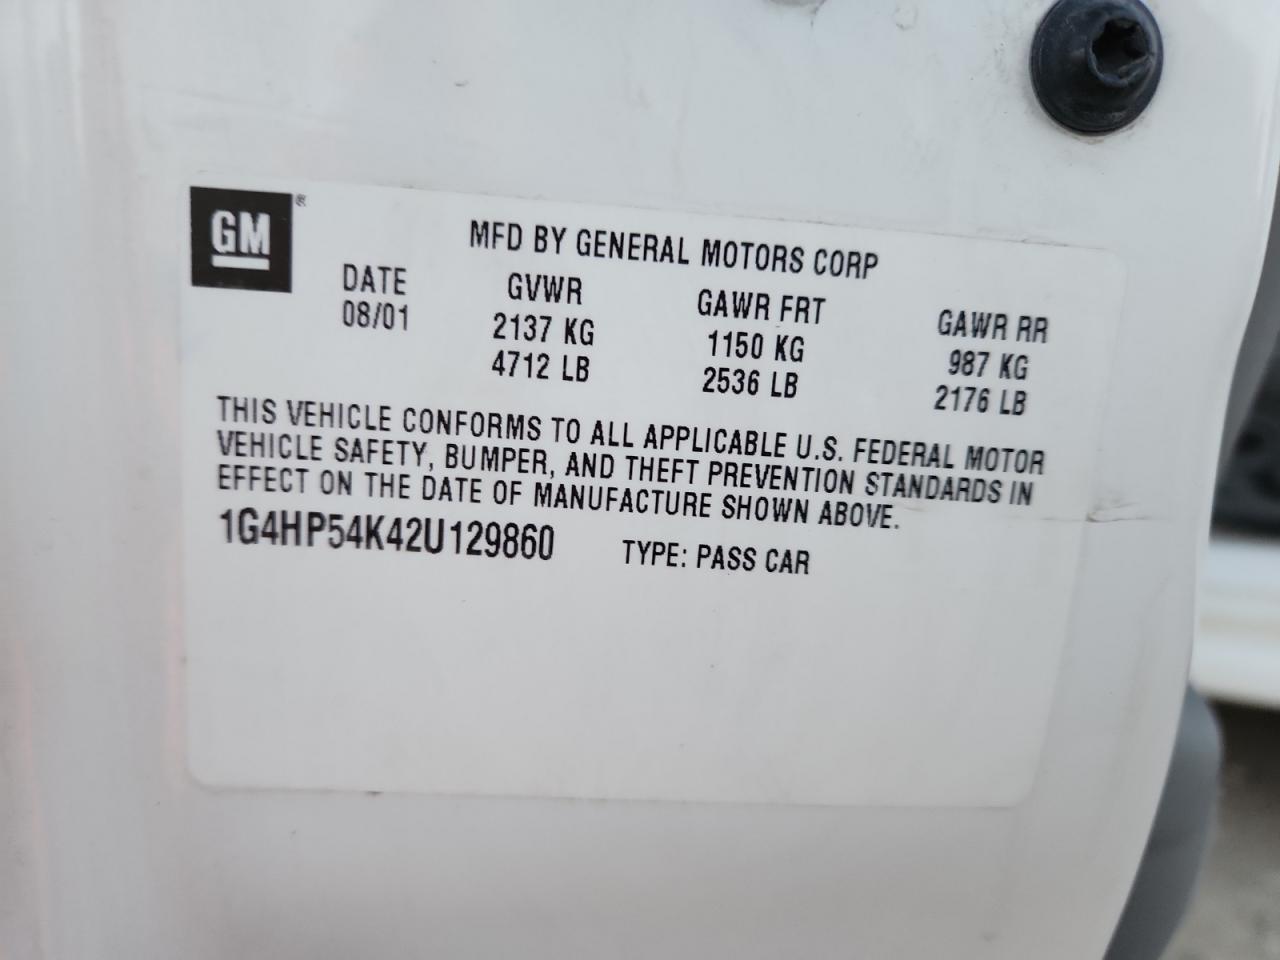 GM®
MFD BY GENERAL MOTORS CORP
DATE GVWR GAWR FRT GAWR RR
08/01 2137 KG 1150 KG 987 KG
4712 LB 2536 LB 2176 LB
THIS VEHICLE CONFORMS TO ALL APPLICABLE U.S. FEDERAL MOTOR
VEHICLE SAFETY, BUMPER, AND THEFT PREVENTION STANDARDS IN
EFFECT ON THE DATE OF MANUFACTURE SHOWN ABOVE.
1G4HP54K42U129860 TYPE: PASS CAR